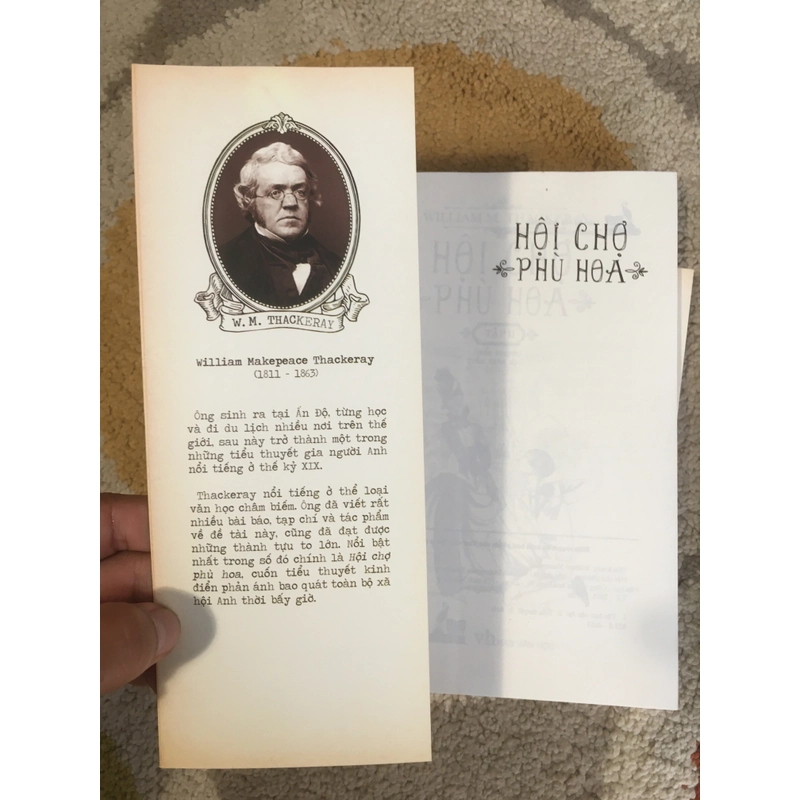 W. M. THACKERAY
William Makepeace Thackeray
(1811 - 1863)
Ông sinh ra tại Ấn Độ, từng học
và đi du lịch nhiều nơi trên thế
giới, sau này trở thành một trong
những tiểu thuyết gia người Anh
nổi tiếng ở thế kỷ XIX.
Thackeray nổi tiếng ở thể loại
văn học châm biếm. Ông đã viết rất
nhiều bài báo, tạp chí và tác phẩm
về đề tài này, cũng đã đạt được
những thành tựu to lớn. Nổi bật
nhất trong số đó chính là Hội chợ
phù hoa, cuốn tiểu thuyết kinh
điển phản ánh bao quát toàn bộ xã
hội Anh thời bấy giờ.
HỘI CHỢ
PHÙ HOA
HỘI CHỢ
PHÙ HOA